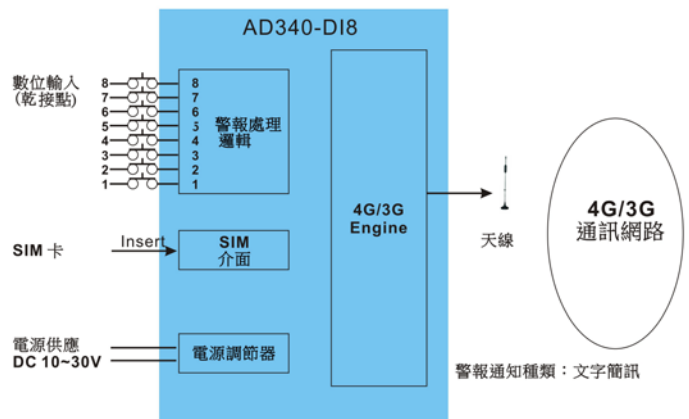 AD340-DI8
數位輸入
(乾接點)
8
7
6
5
4
3
2
1
8
7
6
5
4
3
2
1
警報處理
邏輯
4G/3G
Engine
天線
4G/3G
通訊網路
SIM 卡
Insert
SIM
介面
電源供應
DC 10~30V
電源調節器
警報通知種類：文字簡訊